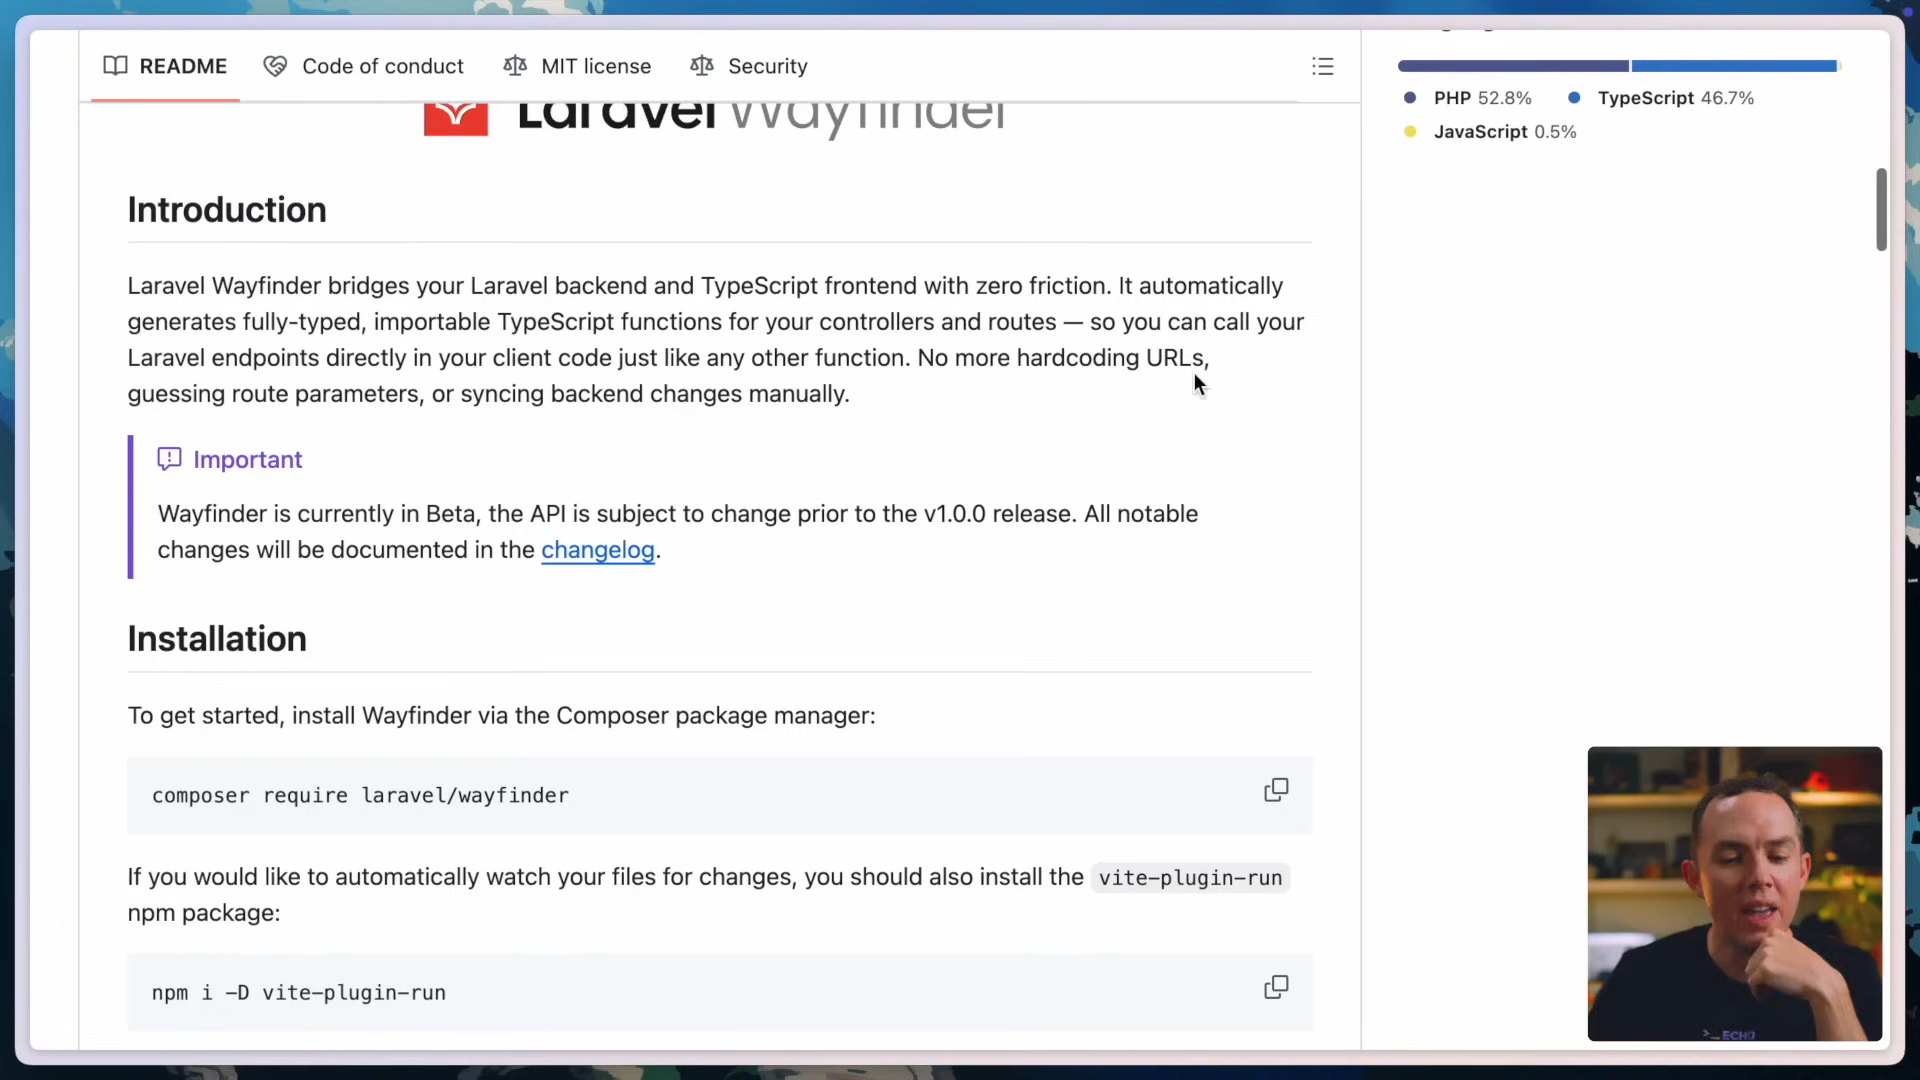 README
Code of conduct
MIT license
Security
Laravel Wayfinder
Introduction
Laravel Wayfinder bridges your Laravel backend and TypeScript frontend with zero friction. It automatically
generates fully-typed, importable TypeScript functions for your controllers and routes — so you can call your
Laravel endpoints directly in your client code just like any other function. No more hardcoding URLs,
guessing route parameters, or syncing backend changes manually.
Important
Wayfinder is currently in Beta, the API is subject to change prior to the v1.0.0 release. All notable
changes will be documented in the changelog.
Installation
To get started, install Wayfinder via the Composer package manager:
composer require laravel/wayfinder
If you would like to automatically watch your files for changes, you should also install the vite-plugin-run
npm package:
npm i -D vite-plugin-run
PHP 52.8%
TypeScript 46.7%
JavaScript 0.5%
>_ECHO